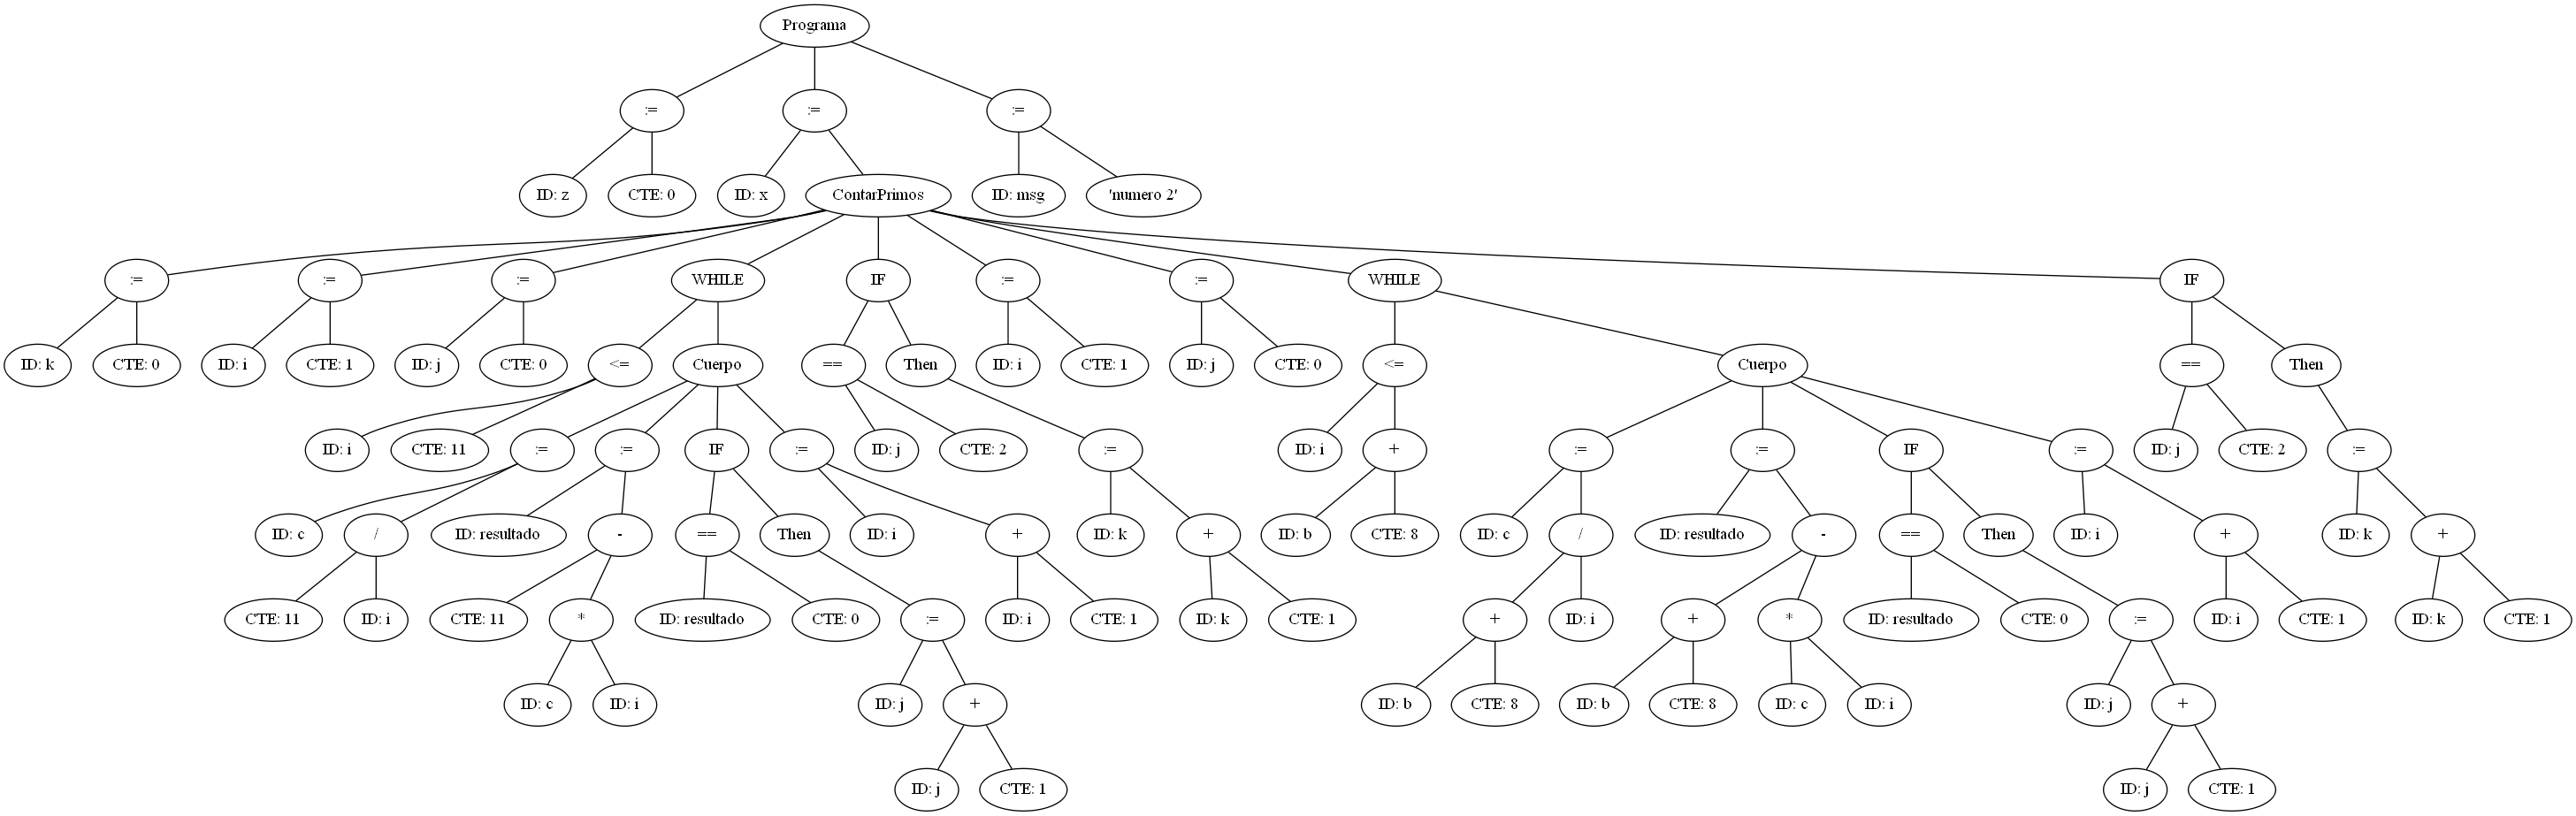 Programa
:= := :=
ID: z CTE: 0 ID: x ContarPrimos ID: msg 'numero 2'
:= := := WHILE IF := := WHILE IF
ID: k CTE: 0 ID: i CTE: 1 ID: j CTE: 0 <= Cuerpo == Then ID: i CTE: 1 ID: j CTE: 0 <= Cuerpo == Then
ID: i CTE: 11 := := IF := ID: j CTE: 2 := ID: i + := := IF := ID: j CTE: 2 :=
ID: c / ID: resultado - == Then ID: i + ID: k + ID: b CTE: 8 ID: c / ID: resultado - == Then ID: i + ID: k +
CTE: 11 ID: i CTE: 11 * ID: resultado CTE: 0 := ID: i CTE: 1 ID: k CTE: 1 + ID: i + * ID: resultado CTE: 0 := ID: i CTE: 1 ID: k CTE: 1
ID: c ID: i ID: j + ID: b CTE: 8 ID: b CTE: 8 ID: c ID: i ID: j +
ID: j CTE: 1 ID: j CTE: 1